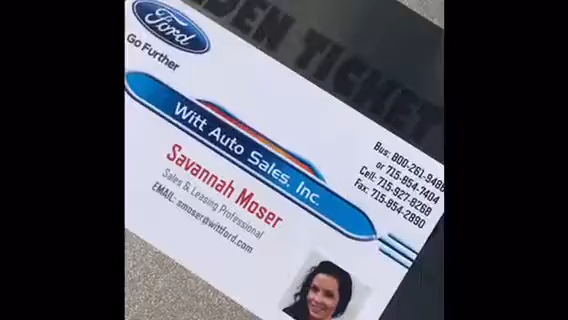 DEN TICKET
Ford
Go Further
Witt Auto Sales, Inc.
Savannah Moser
Sales & Leasing Professional
EMAIL: smoser@wittford.com
Bus: 800-261-9486
or 715-854-7404
Cell: 715-927-8268
Fax: 715-854-2890